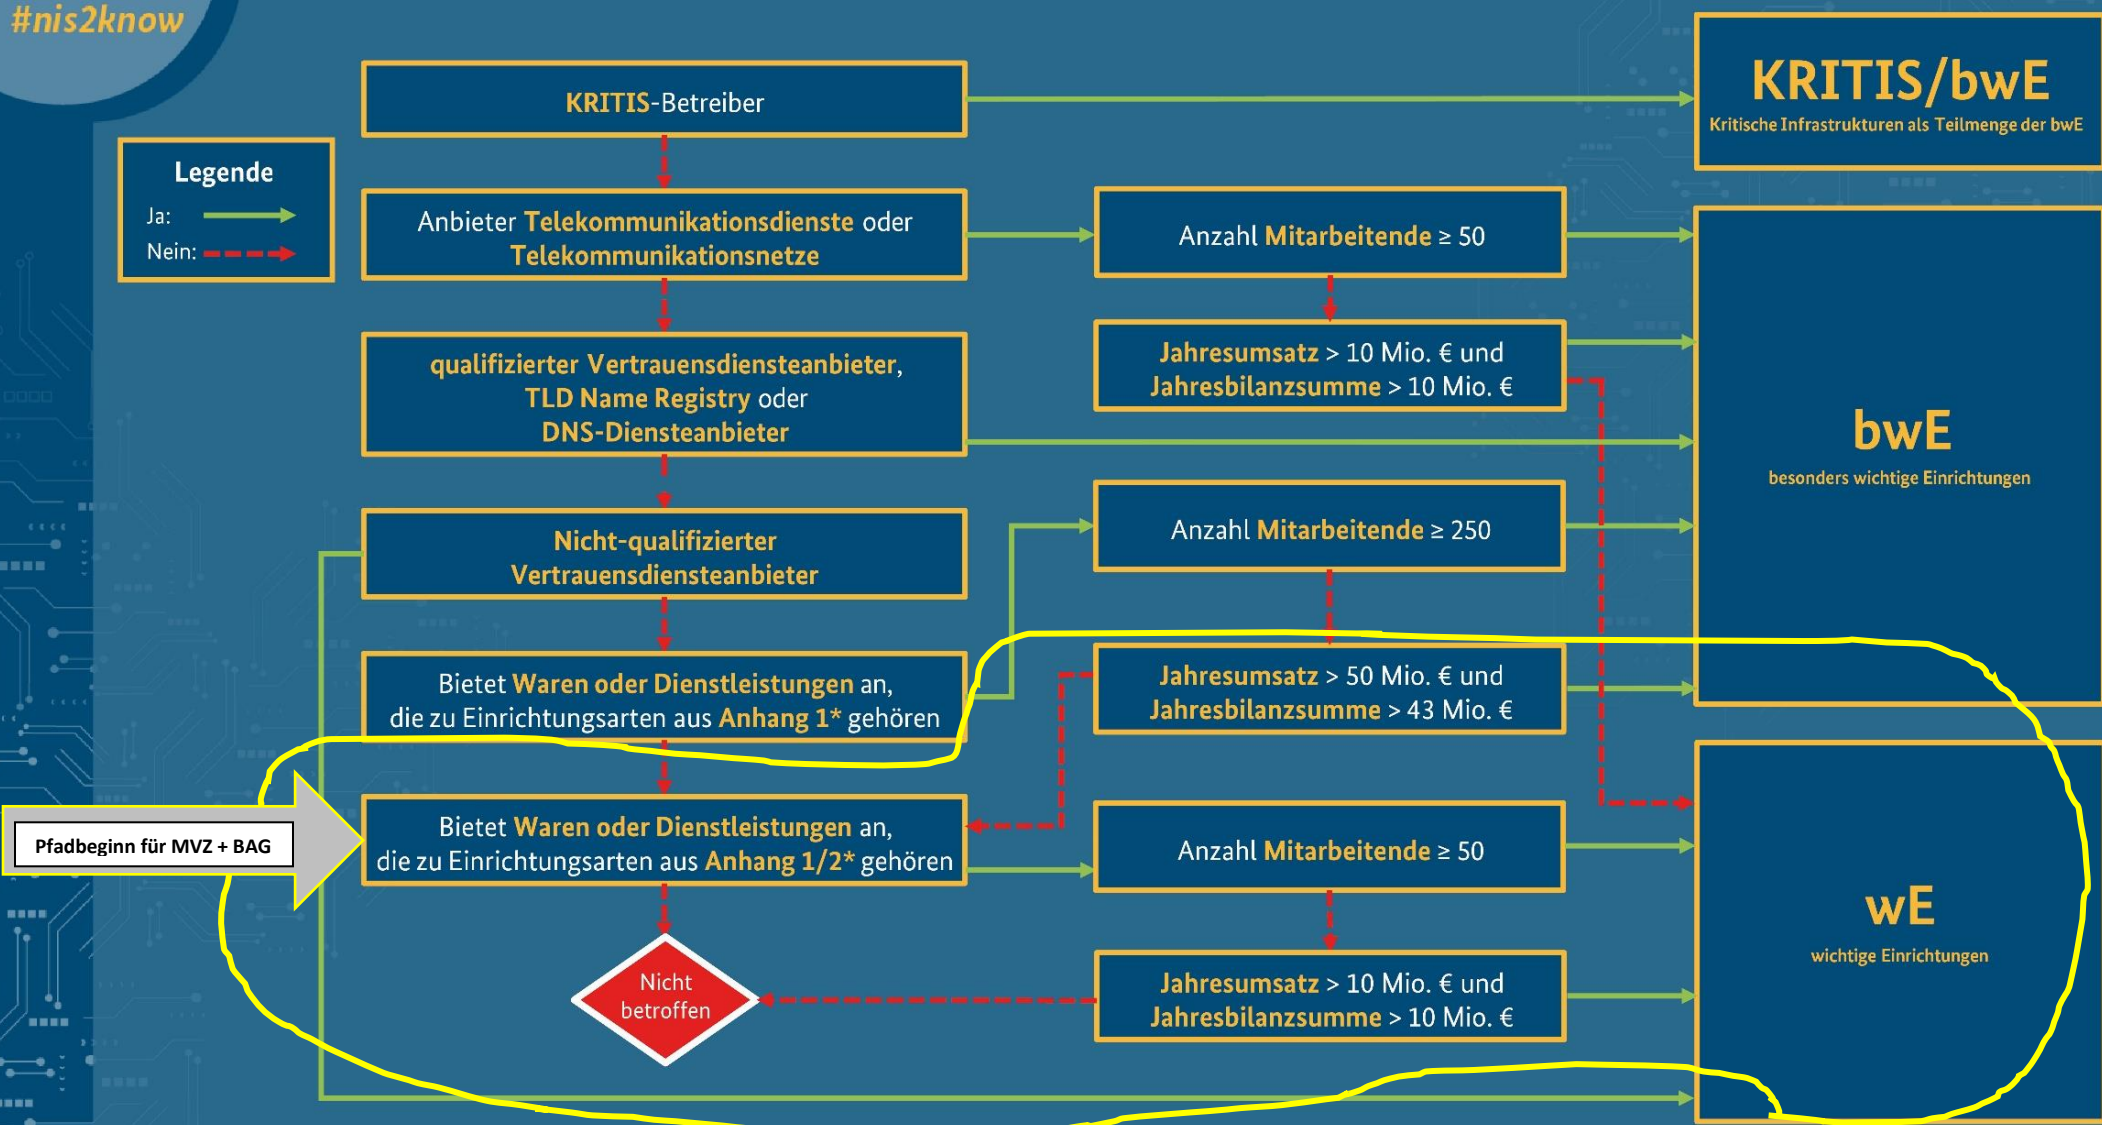 #nis2know
KRITIS-Betreiber
KRITIS/bwE
Kritische Infrastrukturen als Teilmenge der bwE
Legende
Ja:
Nein:
Anbieter Telekommunikationsdienste oder
Telekommunikationsnetze
Anzahl Mitarbeitende ≥ 50
Jahresumsatz > 10 Mio. € und
Jahresbilanzsumme > 10 Mio. €
qualifizierter Vertrauensdiensteanbieter,
TLD Name Registry oder
DNS-Diensteanbieter
bwE
besonders wichtige Einrichtungen
Nicht-qualifizierter
Vertrauensdiensteanbieter
Anzahl Mitarbeitende ≥ 250
Bietet Waren oder Dienstleistungen an,
die zu Einrichtungsarten aus Anhang 1* gehören
Jahresumsatz > 50 Mio. € und
Jahresbilanzsumme > 43 Mio. €
Pfadbeginn für MVZ + BAG
Bietet Waren oder Dienstleistungen an,
die zu Einrichtungsarten aus Anhang 1/2* gehören
Anzahl Mitarbeitende ≥ 50
wE
wichtige Einrichtungen
Nicht
betroffen
Jahresumsatz > 10 Mio. € und
Jahresbilanzsumme > 10 Mio. €